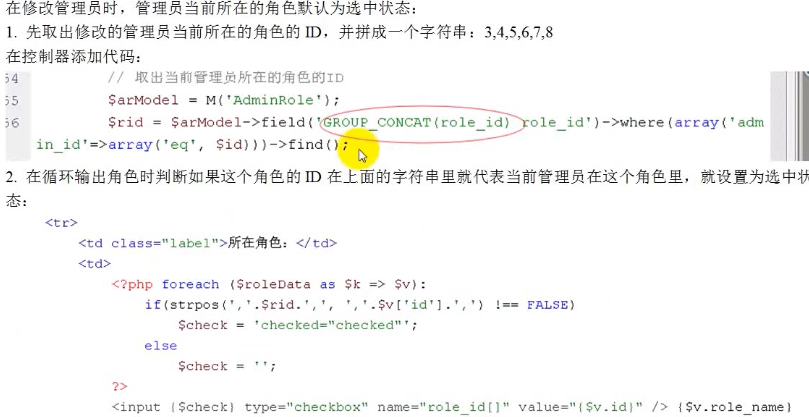 在修改管理员时，管理员当前所在的角色默认为选中状态：
1. 先取出修改的管理员当前所在的角色的 ID，并拼成一个字符串：3,4,5,6,7,8
在控制器添加代码：
54 // 取出当前管理员所在的角色的ID
55 $arModel = M('AdminRole');
56 $rid = $arModel->field('GROUP_CONCAT(role_id) role_id')->where(array('adm
in_id'=>array('eq', $id)))->find();
2. 在循环输出角色时判断如果这个角色的 ID 在上面的字符串里就代表当前管理员在这个角色里，就设置为选中状
态：
<tr>
<td class="label">所在角色：</td>
<td>
<?php foreach ($roleData as $k => $v):
if(strpos(','.$rid.',', ','.$v['id'].',') !== FALSE)
$check = 'checked="checked"';
else
$check = '';
?>
<input {$check} type="checkbox" name="role_id[]" value="{$v.id}" /> {$v.role_name}